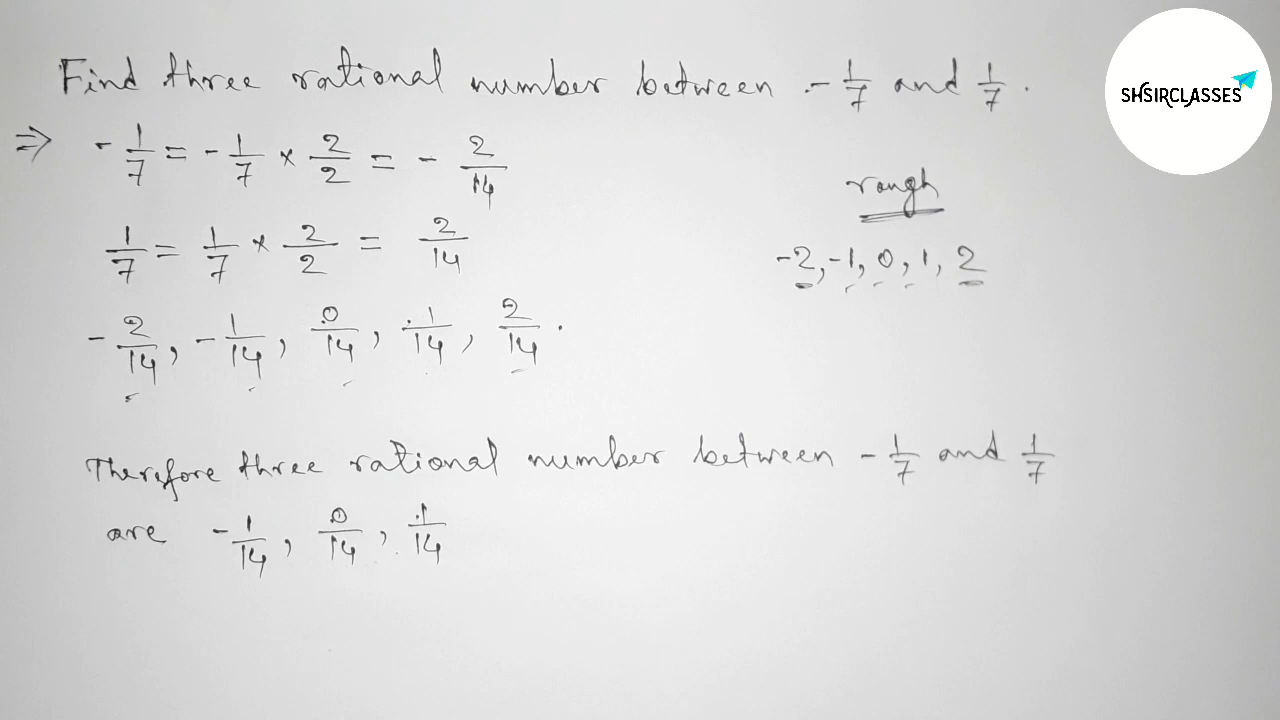 Find three rational number between - 1/7 and 1/7 .
SHSIRCLASSES
⇒ - 1/7 = - 1/7 × 2/2 = - 2/14
rough
1/7 = 1/7 × 2/2 = 2/14
-2, -1, 0, 1, 2
- 2/14, - 1/14, 0/14, 1/14, 2/14 .
Therefore three rational number between - 1/7 and 1/7
are - 1/14, 0/14, 1/14